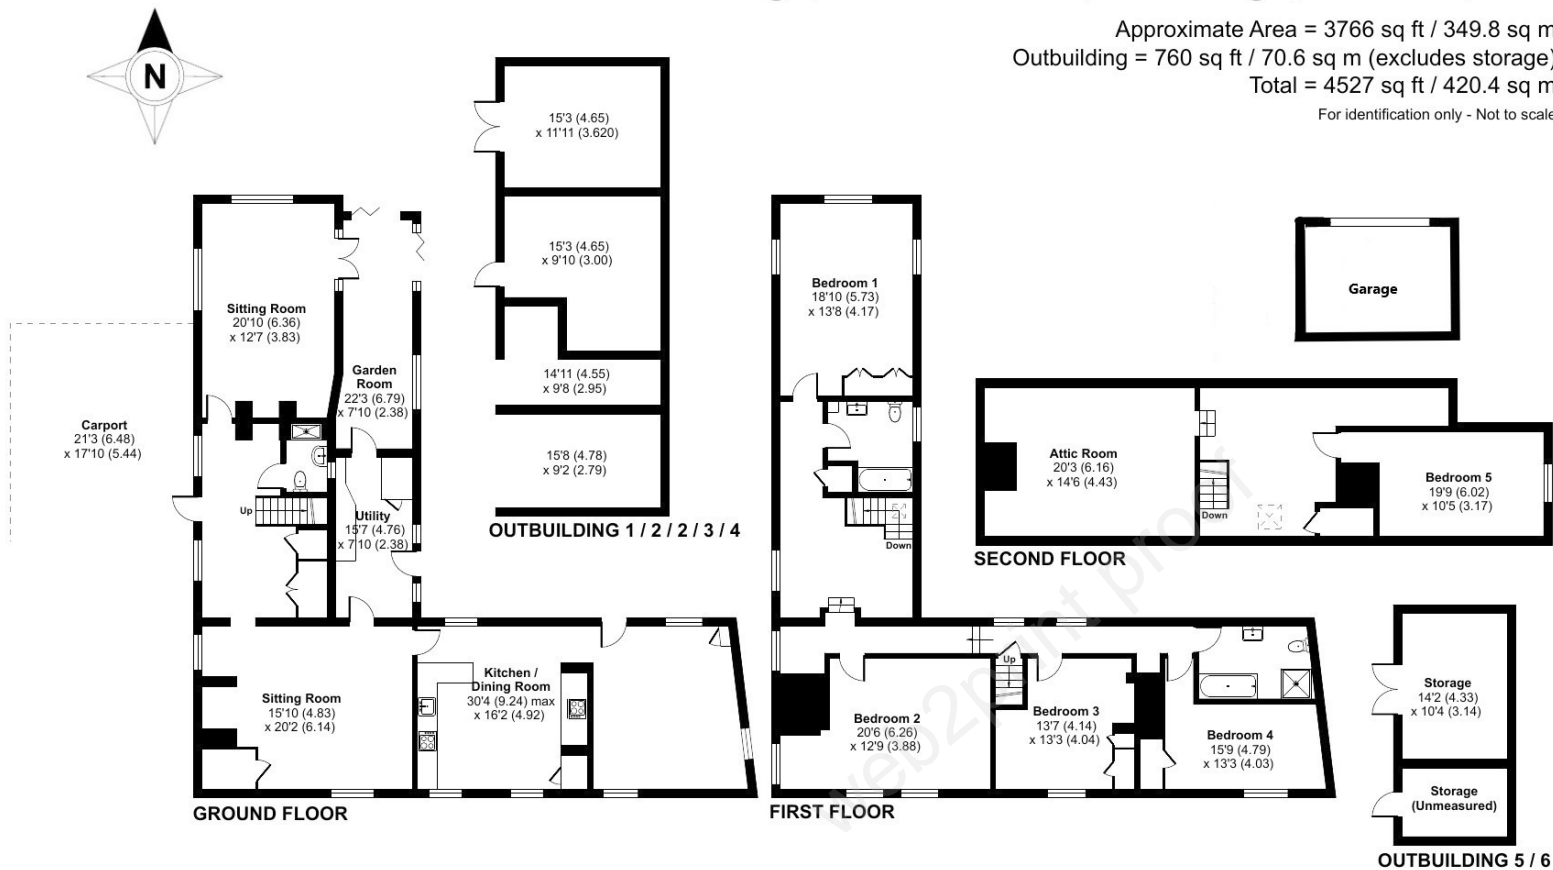 Approximate Area = 3766 sq ft / 349.8 sq m
Outbuilding = 760 sq ft / 70.6 sq m (excludes storage)
Total = 4527 sq ft / 420.4 sq m
For identification only - Not to scale
N
15'3 (4.65)
x 11'11 (3.620)
15'3 (4.65)
x 9'10 (3.00)
14'11 (4.55)
x 9'8 (2.95)
15'8 (4.78)
x 9'2 (2.79)
OUTBUILDING 1 / 2 / 2 / 3 / 4
Sitting Room
20'10 (6.36)
x 12'7 (3.83)
Garden
Room
22'3 (6.79)
x 7'10 (2.38)
Carport
21'3 (6.48)
x 17'10 (5.44)
Up
Utility
15'7 (4.76)
x 7'10 (2.38)
Sitting Room
15'10 (4.83)
x 20'2 (6.14)
Kitchen /
Dining Room
30'4 (9.24) max
x 16'2 (4.92)
GROUND FLOOR
Bedroom 1
18'10 (5.73)
x 13'8 (4.17)
Down
Up
Bedroom 2
20'6 (6.26)
x 12'9 (3.88)
Bedroom 3
13'7 (4.14)
x 13'3 (4.04)
Bedroom 4
15'9 (4.79)
x 13'3 (4.03)
FIRST FLOOR
Garage
Attic Room
20'3 (6.16)
x 14'6 (4.43)
Down
Bedroom 5
19'9 (6.02)
x 10'5 (3.17)
SECOND FLOOR
Storage
14'2 (4.33)
x 10'4 (3.14)
Storage
(Unmeasured)
OUTBUILDING 5 / 6
web2print proof